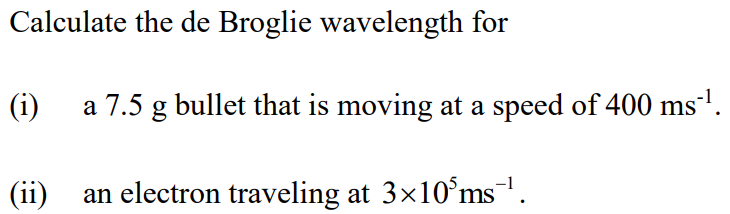 Calculate the de Broglie wavelength for
(i) a 7.5 g bullet that is moving at a speed of 400 ms⁻¹.
(ii) an electron traveling at 3×10⁵ms⁻¹.